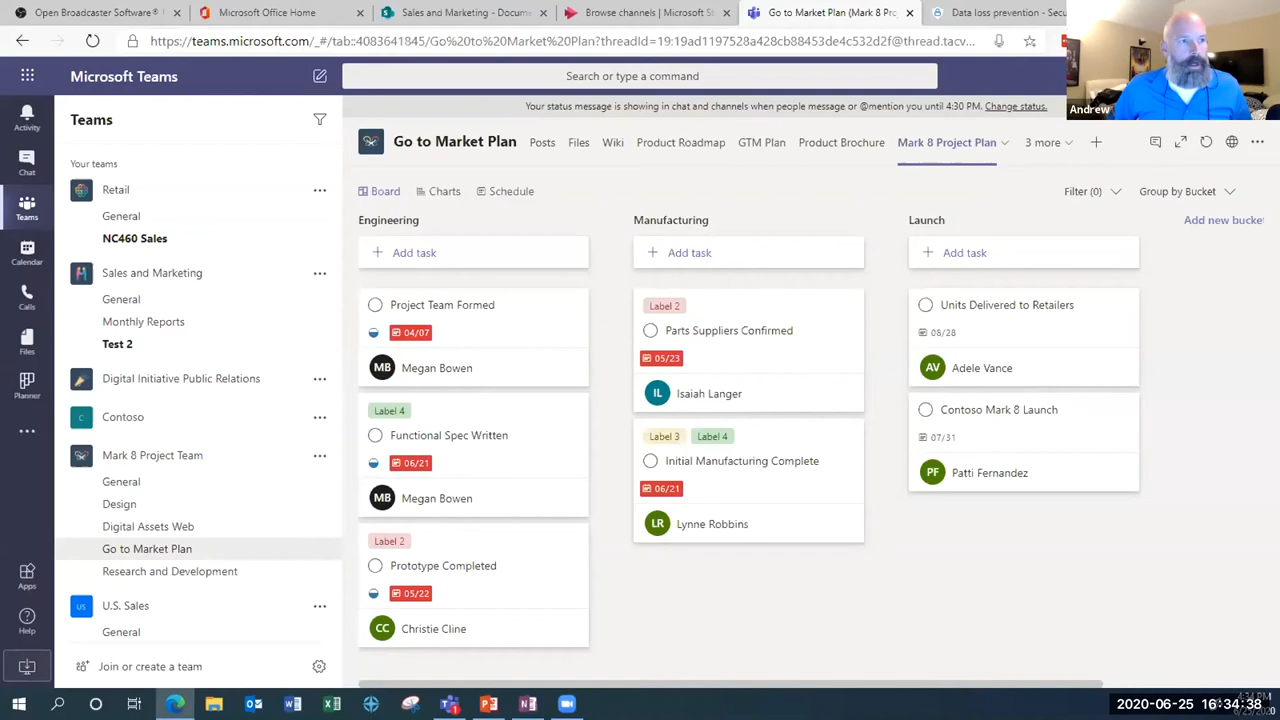 Open Broadcaster Software®
Microsoft Office Home
Sales and Marketing - Docume
Browse channels | Microsoft St
Go to Market Plan (Mark 8 Pro
Data loss prevention - Secu
https://teams.microsoft.com/_#/tab::4083641845/Go%20to%20Market%20Plan?threadId=19:19ad1197528a428cb88453de4c532d2f@thread.tacv...
Microsoft Teams
Search or type a command
Andrew
Your status message is showing in chat and channels when people message or @mention you until 4:30 PM. Change status.
Activity
Chat
Teams
Calendar
Calls
Files
Planner
Apps
Help
Teams
Your teams
Retail
General
NC460 Sales
Sales and Marketing
General
Monthly Reports
Test 2
Digital Initiative Public Relations
C Contoso
Mark 8 Project Team
General
Design
Digital Assets Web
Go to Market Plan
Research and Development
US U.S. Sales
General
Join or create a team
Go to Market Plan Posts Files Wiki Product Roadmap GTM Plan Product Brochure Mark 8 Project Plan 3 more
Board Charts Schedule Filter (0) Group by Bucket
Engineering
Add task
Project Team Formed
04/07
MB Megan Bowen
Label 4
Functional Spec Written
06/21
MB Megan Bowen
Label 2
Prototype Completed
05/22
CC Christie Cline
Manufacturing
Add task
Label 2
Parts Suppliers Confirmed
05/23
IL Isaiah Langer
Label 3 Label 4
Initial Manufacturing Complete
06/21
LR Lynne Robbins
Launch
Add task
Units Delivered to Retailers
08/28
AV Adele Vance
Contoso Mark 8 Launch
07/31
PF Patti Fernandez
Add new bucke
2020-06-25 16:34:38